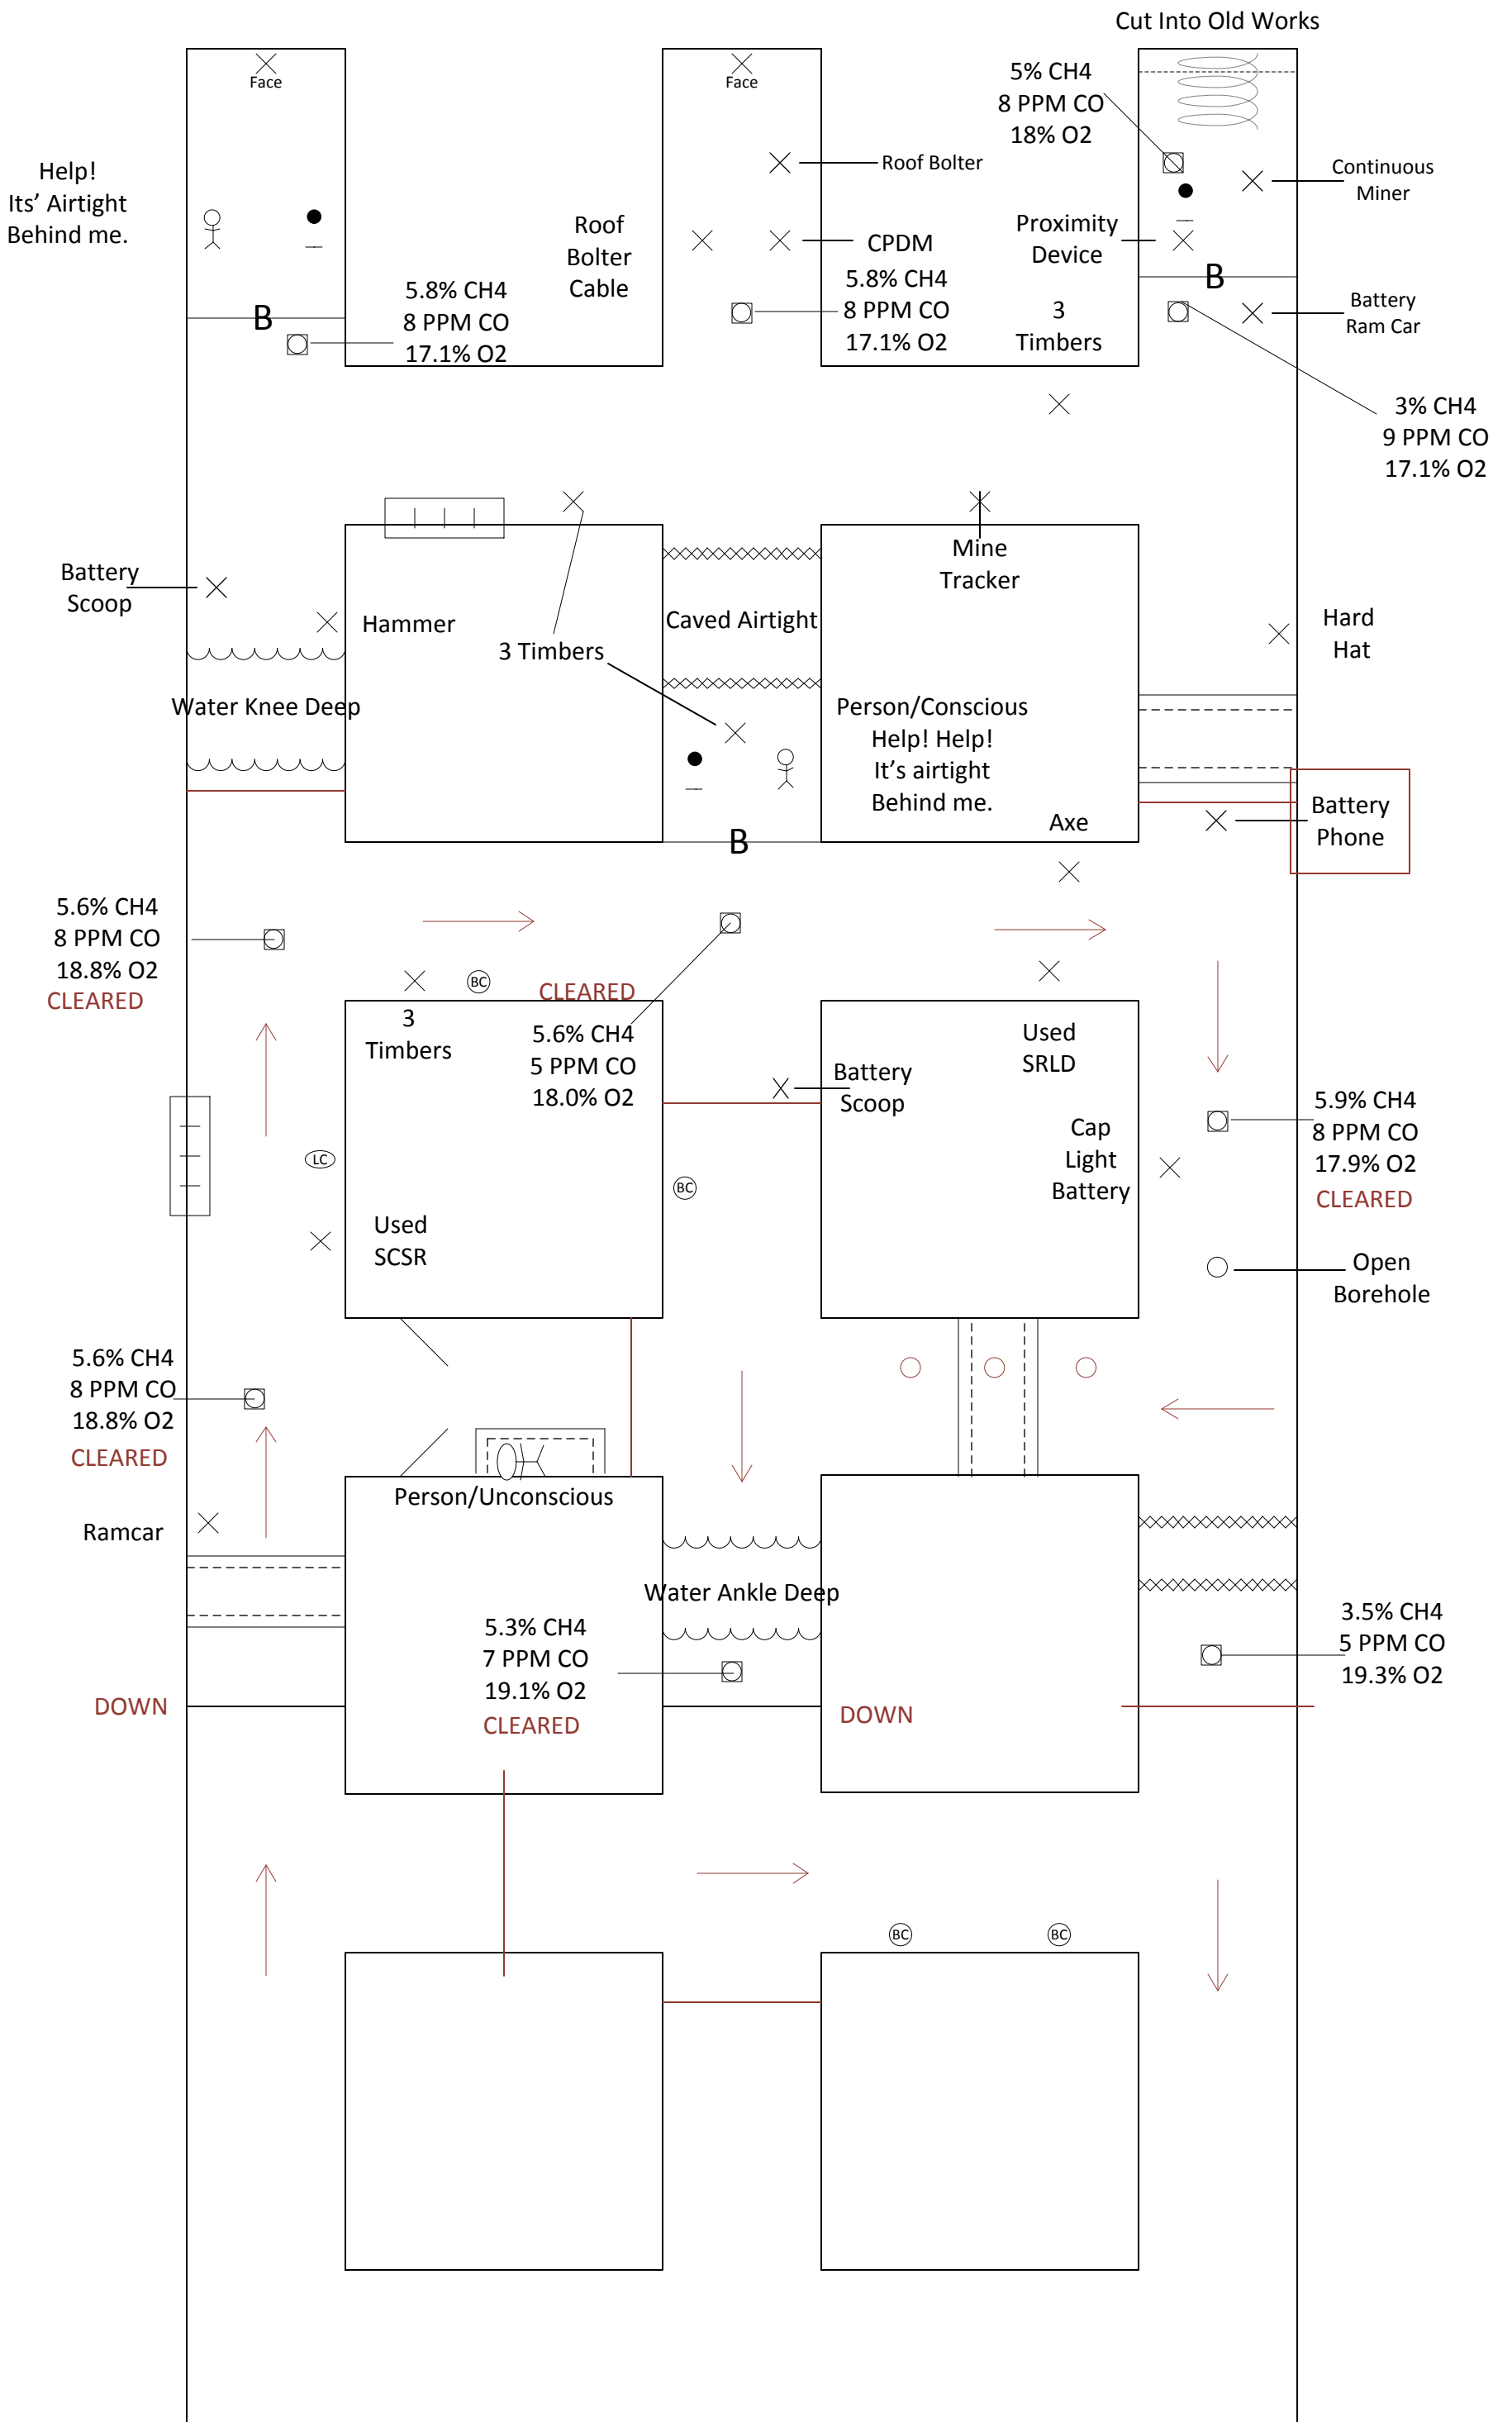 Cut Into Old Works
Face
Face
5% CH4
8 PPM CO
18% O2
Help!
Its’ Airtight
Behind me.
Roof Bolter
Continuous
Miner
Roof
Bolter
Cable
CPDM
Proximity
Device
B
5.8% CH4
8 PPM CO
17.1% O2
B
5.8% CH4
8 PPM CO
17.1% O2
3
Timbers
Battery
Ram Car
3% CH4
9 PPM CO
17.1% O2
Battery
Scoop
Hammer
3 Timbers
Caved Airtight
Mine
Tracker
Hard
Hat
Water Knee Deep
Person/Conscious
Help! Help!
It’s airtight
Behind me.
Axe
Battery
Phone
B
5.6% CH4
8 PPM CO
18.8% O2
CLEARED
BC
CLEARED
3
Timbers
5.6% CH4
5 PPM CO
18.0% O2
Used
SRLD
Battery
Scoop
Cap
Light
Battery
5.9% CH4
8 PPM CO
17.9% O2
CLEARED
LC
BC
Used
SCSR
Open
Borehole
5.6% CH4
8 PPM CO
18.8% O2
CLEARED
Person/Unconscious
Ramcar
Water Ankle Deep
5.3% CH4
7 PPM CO
19.1% O2
CLEARED
3.5% CH4
5 PPM CO
19.3% O2
DOWN
DOWN
BC
BC